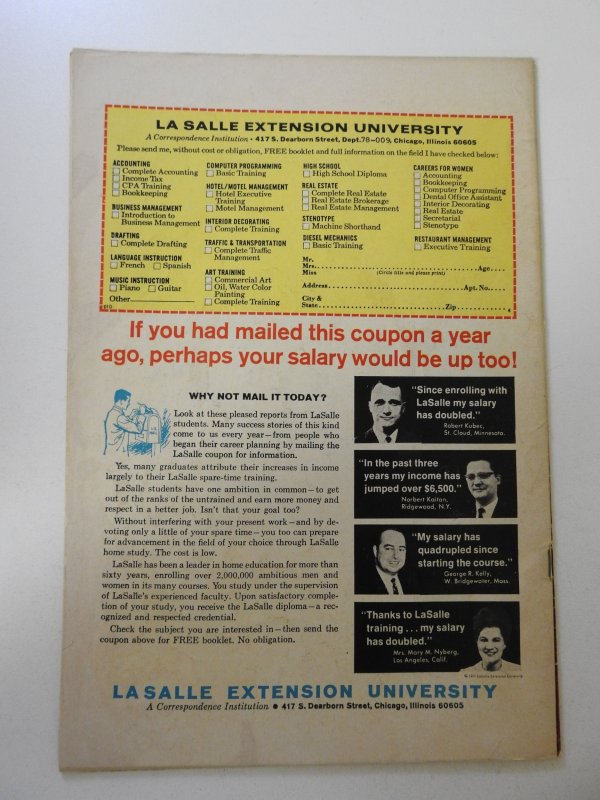 LA SALLE EXTENSION UNIVERSITY
A Correspondence Institution • 417 S. Dearborn Street, Dept. 78-009, Chicago, Illinois 60605
Please send me, without cost or obligation, FREE booklet and full information on the field I have checked below:
ACCOUNTING
Complete Accounting
Income Tax
CPA Training
Bookkeeping
BUSINESS MANAGEMENT
Introduction to
Business Management
DRAFTING
Complete Drafting
LANGUAGE INSTRUCTION
French Spanish
MUSIC INSTRUCTION
Piano Guitar
Other
COMPUTER PROGRAMMING
Basic Training
HOTEL/MOTEL MANAGEMENT
Hotel Executive
Training
Motel Management
INTERIOR DECORATING
Complete Training
TRAFFIC & TRANSPORTATION
Complete Traffic
Management
ART TRAINING
Commercial Art
Oil, Water Color
Painting
Complete Training
HIGH SCHOOL
High School Diploma
REAL ESTATE
Complete Real Estate
Real Estate Brokerage
Real Estate Management
STENOTYPE
Machine Shorthand
DIESEL MECHANICS
Basic Training
CAREERS FOR WOMEN
Accounting
Bookkeeping
Computer Programming
Dental Office Assistant
Interior Decorating
Real Estate
Secretarial
Stenotype
RESTAURANT MANAGEMENT
Executive Training
Mr.
Mrs. Age
Miss (Circle title and please print)
Address Apt. No.
City &
State Zip
If you had mailed this coupon a year
ago, perhaps your salary would be up too!
WHY NOT MAIL IT TODAY?
Look at these pleased reports from LaSalle
students. Many success stories of this kind
come to us every year—from people who
began their career planning by mailing the
LaSalle coupon for information.
Yes, many graduates attribute their increases in income
largely to their LaSalle spare-time training.
LaSalle students have one ambition in common—to get
out of the ranks of the untrained and earn more money and
respect in a better job. Isn't that your goal too?
Without interfering with your present work—and by de-
voting only a little of your spare time—you too can prepare
for advancement in the field of your choice through LaSalle
home study. The cost is low.
LaSalle has been a leader in home education for more than
sixty years, enrolling over 2,000,000 ambitious men and
women in its many courses. You study under the supervision
of LaSalle's experienced faculty. Upon satisfactory comple-
tion of your study, you receive the LaSalle diploma—a rec-
ognized and respected credential.
Check the subject you are interested in—then send the
coupon above for FREE booklet. No obligation.
"Since enrolling with
LaSalle my salary
has doubled."
Robert Kubec,
St. Cloud, Minnesota.
"In the past three
years my income has
jumped over $6,500."
Norbert Kaitan,
Ridgewood, N.Y.
"My salary has
quadrupled since
starting the course."
George R. Kelly,
W. Bridgewater, Mass.
"Thanks to LaSalle
training...my salary
has doubled."
Mrs. Mary M. Nyberg,
Los Angeles, Calif.
LA SALLE EXTENSION UNIVERSITY
A Correspondence Institution • 417 S. Dearborn Street, Chicago, Illinois 60605